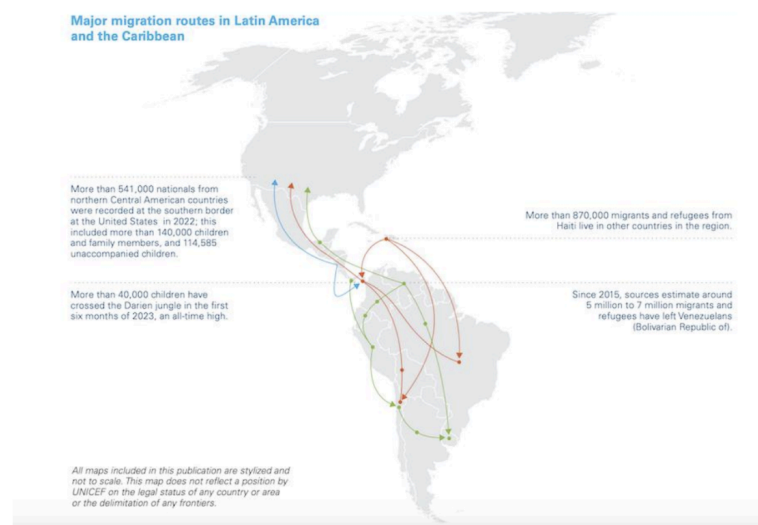 Major migration routes in Latin America
and the Caribbean
More than 541,000 nationals from
northern Central American countries
were recorded at the southern border
at the United States in 2022; this
included more than 140,000 children
and family members, and 114,585
unaccompanied children.
More than 870,000 migrants and refugees from
Haiti live in other countries in the region.
More than 40,000 children have
crossed the Darien jungle in the first
six months of 2023, an all-time high.
Since 2015, sources estimate around
5 million to 7 million migrants and
refugees have left Venezuelans
(Bolivarian Republic of).
All maps included in this publication are stylized and
not to scale. This map does not reflect a position by
UNICEF on the legal status of any country or area
or the delimitation of any frontiers.